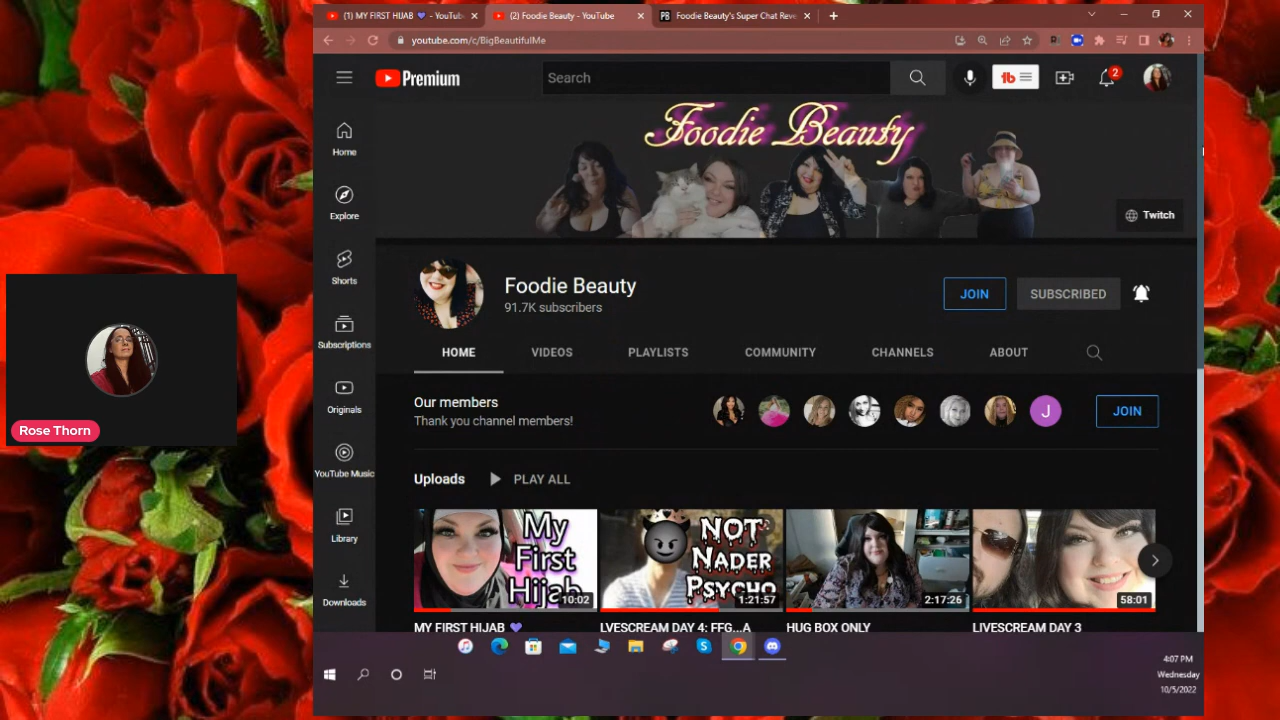 (1) MY FIRST HIJAB 💜 - YouTub
(2) Foodie Beauty - YouTube
PB Foodie Beauty's Super Chat Reve
youtube.com/c/BigBeautifulMe
Premium
Search
2
Foodie Beauty
Twitch
Home
Explore
Shorts
Subscriptions
Originals
YouTube Music
Library
Downloads
Foodie Beauty
91.7K subscribers
JOIN
SUBSCRIBED
HOME
VIDEOS
PLAYLISTS
COMMUNITY
CHANNELS
ABOUT
Our members
Thank you channel members!
J
JOIN
Uploads
PLAY ALL
My
First
Hijab
10:02
NOT
NADER
PSYCHO
1:21:57
2:17:26
58:01
MY FIRST HIJAB 💜
LVESCREAM DAY 4: FFG...A
HUG BOX ONLY
LIVESCREAM DAY 3
Rose Thorn
4:07 PM
Wednesday
10/5/2022